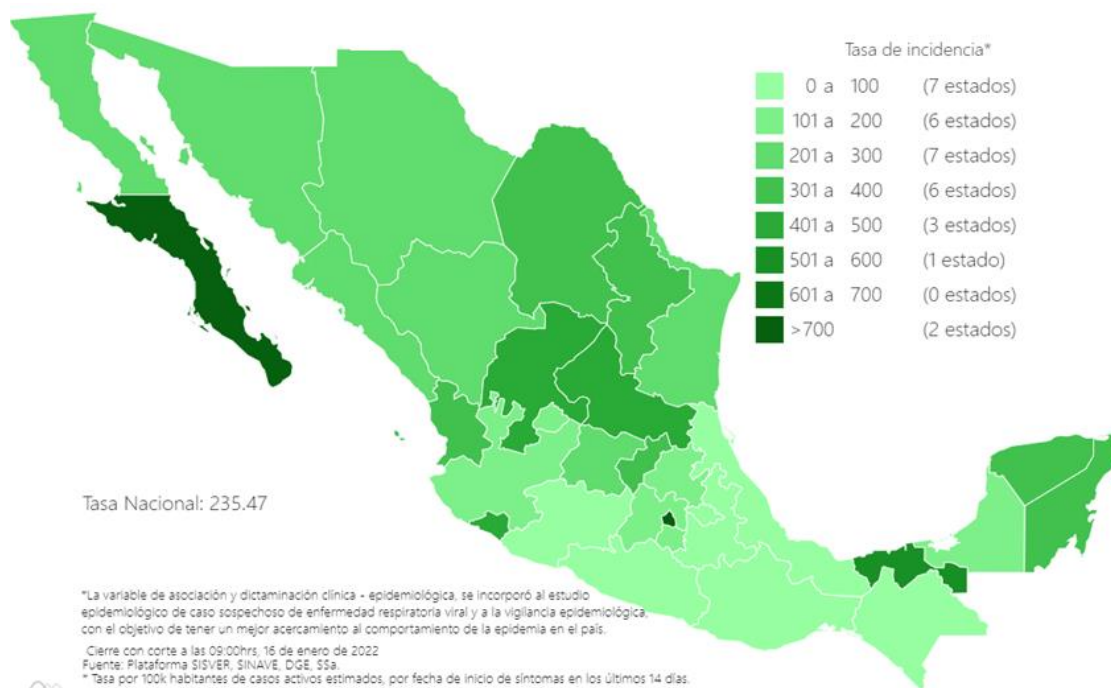 Tasa de incidencia*
0 a 100 (7 estados)
101 a 200 (6 estados)
201 a 300 (7 estados)
301 a 400 (6 estados)
401 a 500 (3 estados)
501 a 600 (1 estado)
601 a 700 (0 estados)
>700 (2 estados)
Tasa Nacional: 235.47
*La variable de asociación y dictaminación clínica - epidemiológica, se incorporó al estudio
epidemiológico de caso sospechoso de enfermedad respiratoria viral y a la vigilancia epidemiológica,
con el objetivo de tener un mejor acercamiento al comportamiento de la epidemia en el país.
Cierre con corte a las 09:00hrs, 16 de enero de 2022
Fuente: Plataforma SISVER, SINAVE, DGE, SSa.
* Tasa por 100k habitantes de casos activos estimados, por fecha de inicio de síntomas en los últimos 14 días.